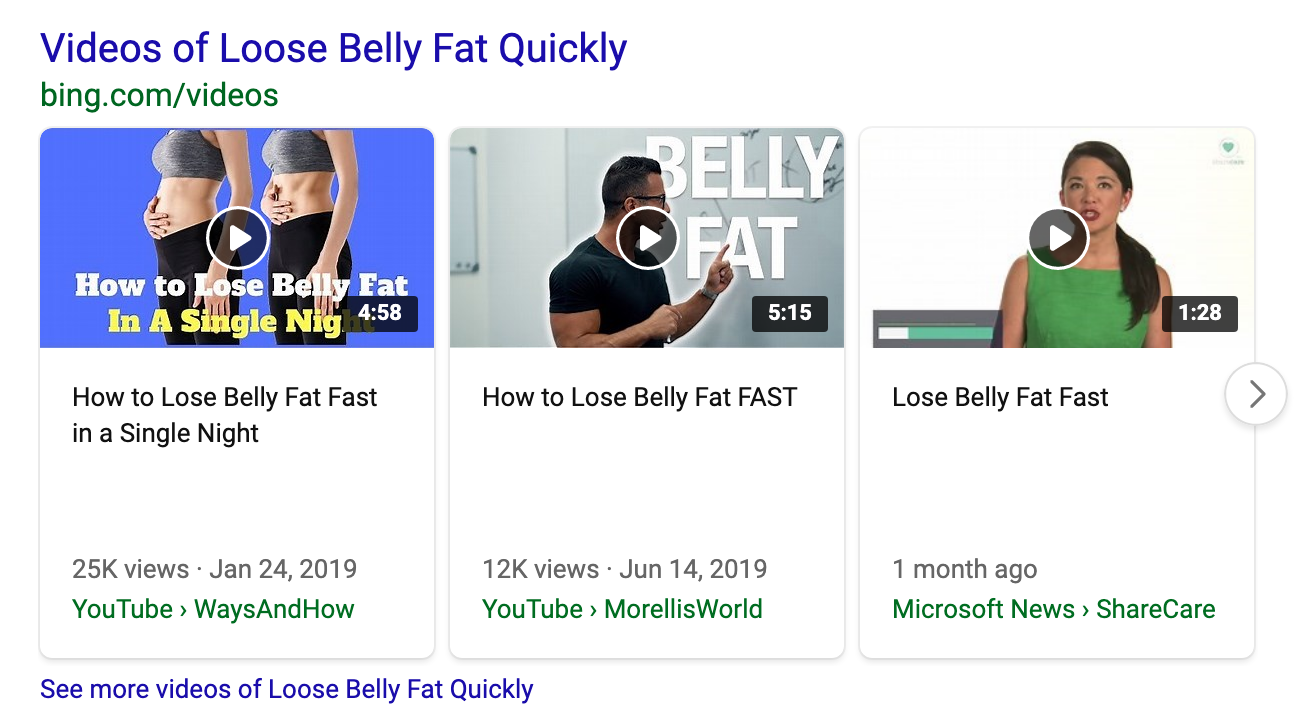 Videos of Loose Belly Fat Quickly
bing.com/videos
How to Lose Belly Fat
In A Single
4:58
BELLY
FAT
5:15
1:28
How to Lose Belly Fat Fast
in a Single Night
How to Lose Belly Fat FAST
Lose Belly Fat Fast
25K views · Jan 24, 2019
12K views · Jun 14, 2019
1 month ago
YouTube › WaysAndHow
YouTube › MorellisWorld
Microsoft News › ShareCare
See more videos of Loose Belly Fat Quickly